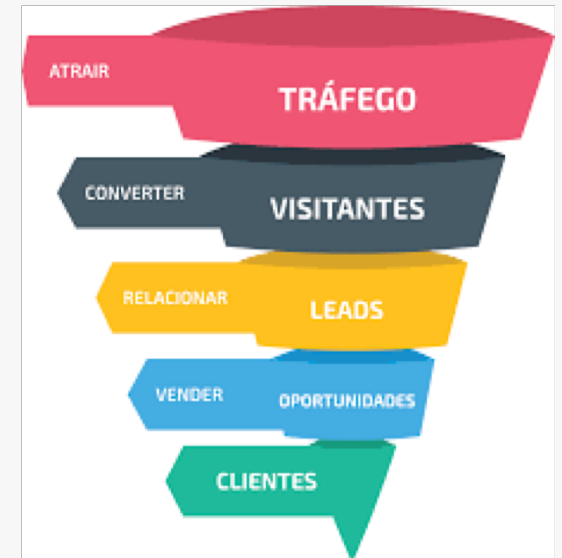 ATRAIR
TRÁFEGO
CONVERTER
VISITANTES
RELACIONAR
LEADS
VENDER
OPORTUNIDADES
CLIENTES